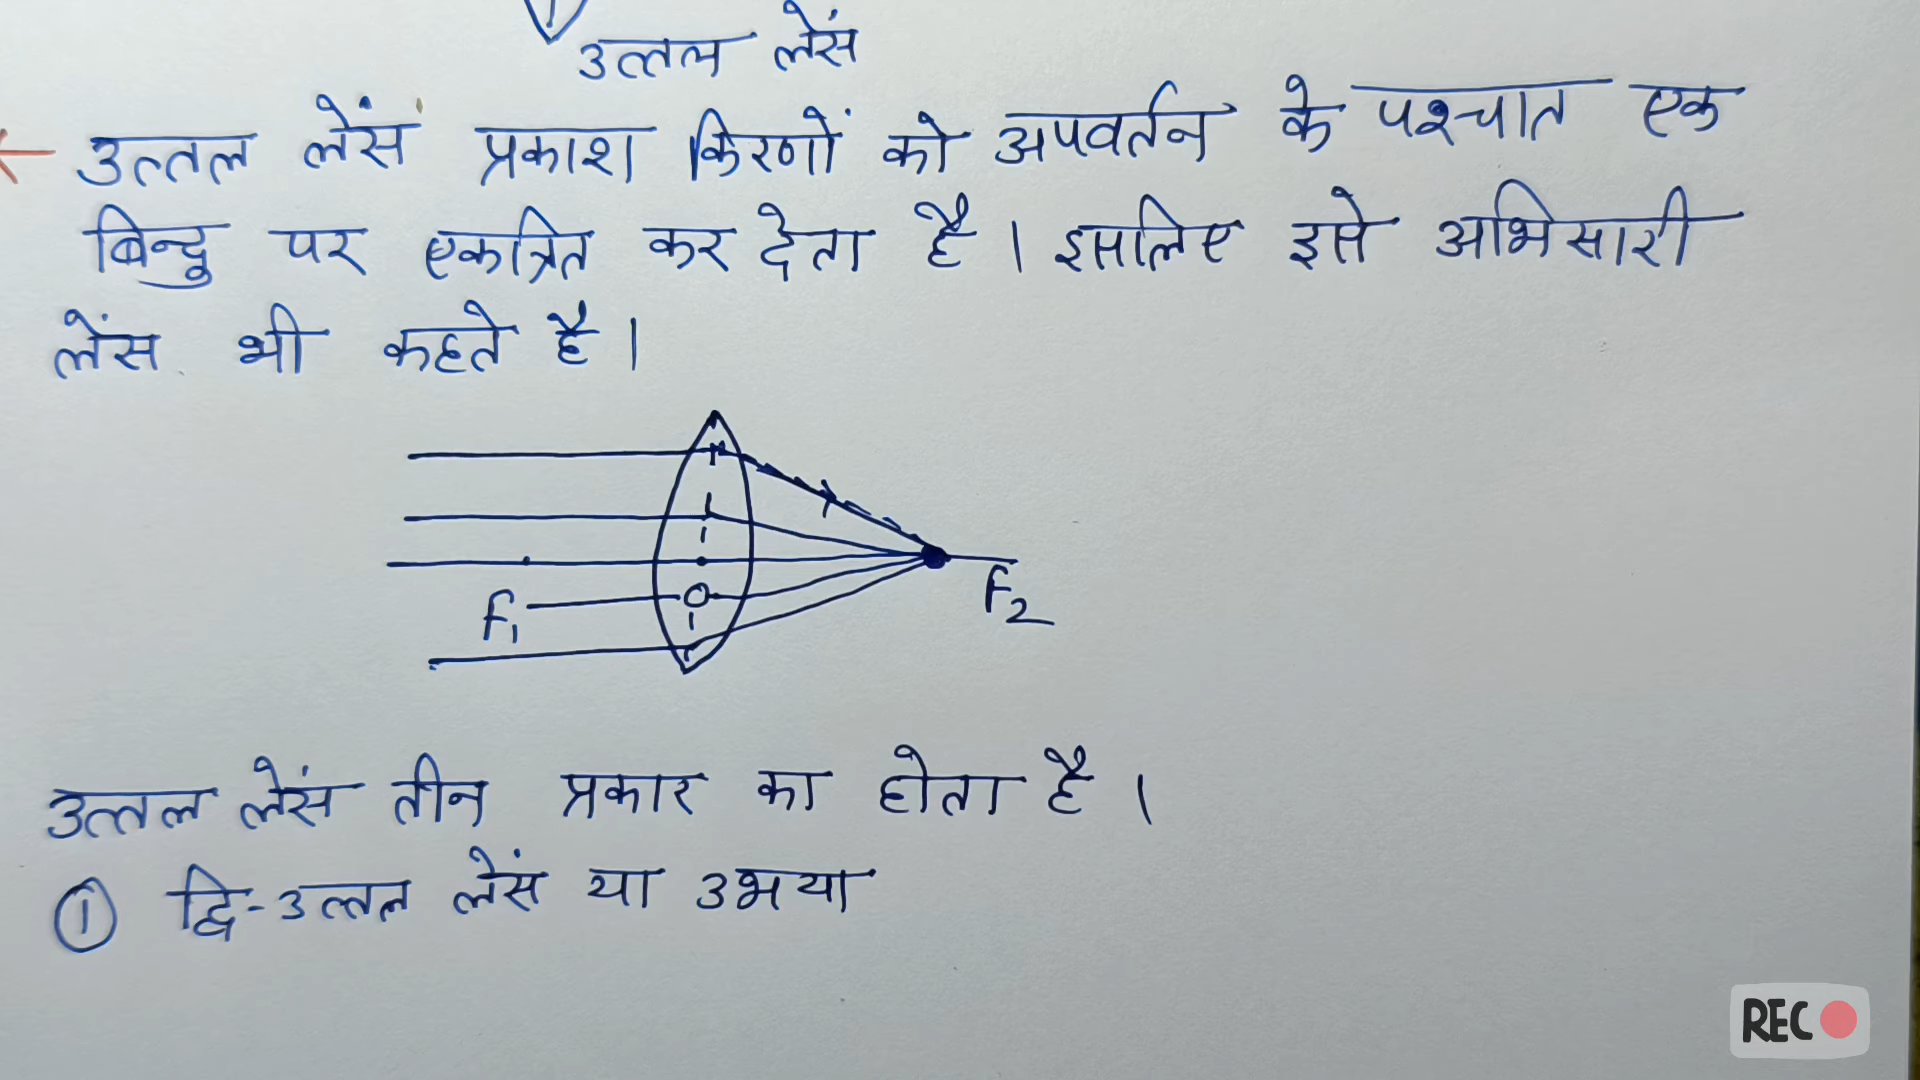 उत्तल लेंस
उत्तल लेंस प्रकाश किरणों को अपवर्तन के पश्चात एक
बिन्दु पर एकत्रित कर देता है। इसलिए इसे अभिसारी
लेंस भी कहते है।
F₁ O F₂
उत्तल लेंस तीन प्रकार का होता है।
① द्वि-उत्तल लेंस या उभया
REC